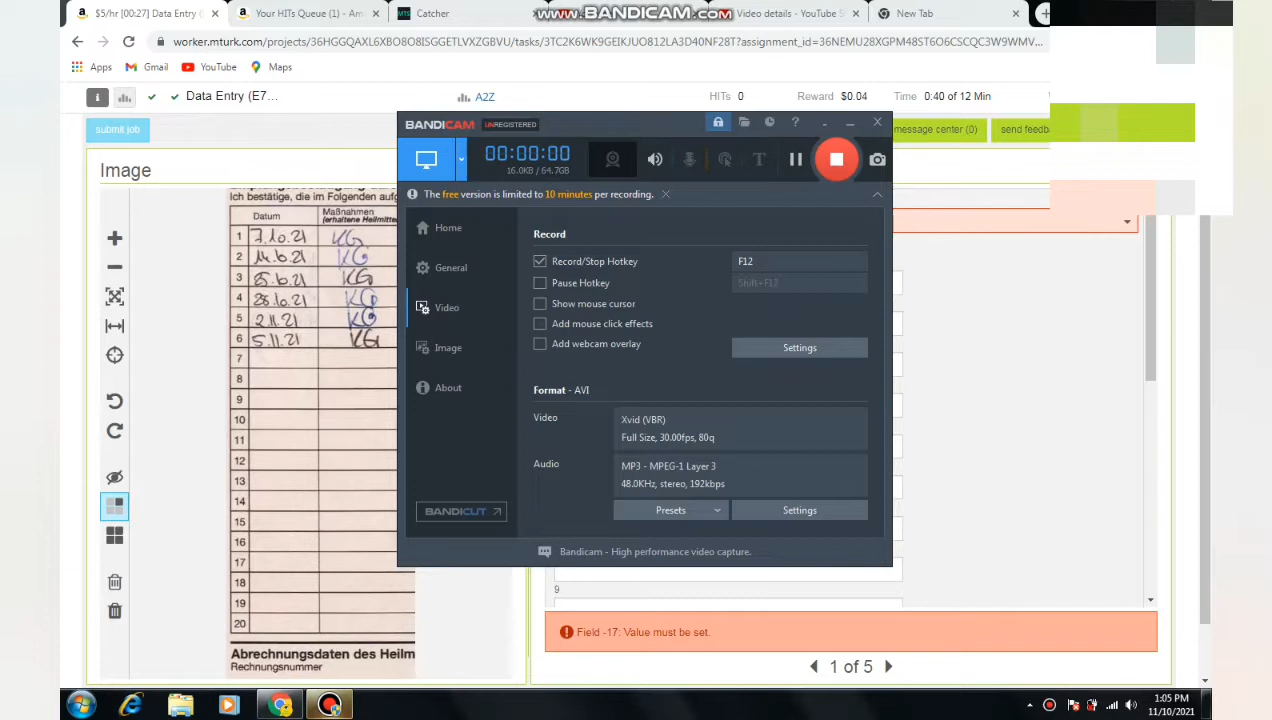 $5/hr [00:27] Data Entry (
Your HITs Queue (1) - Am
Catcher
www.BANDICAM.com
Video details - YouTube S
New Tab
worker.mturk.com/projects/36HGGQAXL6XBO8O8ISGGETLVXZGBVU/tasks/3TC2K6WK9GEIKJUO812LA3D40NF28T?assignment_id=36NEMU28XGPM48ST6O6CSCQC3W9WMV...
Apps
Gmail
YouTube
Maps
Data Entry (E7...
A2Z
HITs 0
Reward $0.04
Time 0:40 of 12 Min
submit job
message center (0)
send feedba
Image
Ich bestätige, die im Folgenden aufg
Datum
Maßnahmen
(erhaltene Heilmitte
1 7.10.21 KG
2 14.10.21 KG
3 25.10.21 KG
4 28.10.21 KG
5 2.11.21 KG
6 5.11.21 KG
7
8
9
10
11
12
13
14
15
16
17
18
19
20
Abrechnungsdaten des Heilm
Rechnungsnummer
BANDICAM UNREGISTERED
00:00:00
16.0KB / 64.7GB
The free version is limited to 10 minutes per recording.
Home
General
Video
Image
About
BANDICUT
Record
Record/Stop Hotkey
F12
Pause Hotkey
Shift+F12
Show mouse cursor
Add mouse click effects
Add webcam overlay
Settings
Format - AVI
Video
Xvid (VBR)
Full Size, 30.00fps, 80q
Audio
MP3 - MPEG-1 Layer 3
48.0KHz, stereo, 192kbps
Presets
Settings
Bandicam - High performance video capture.
9
Field -17: Value must be set.
1 of 5
1:05 PM
11/10/2021